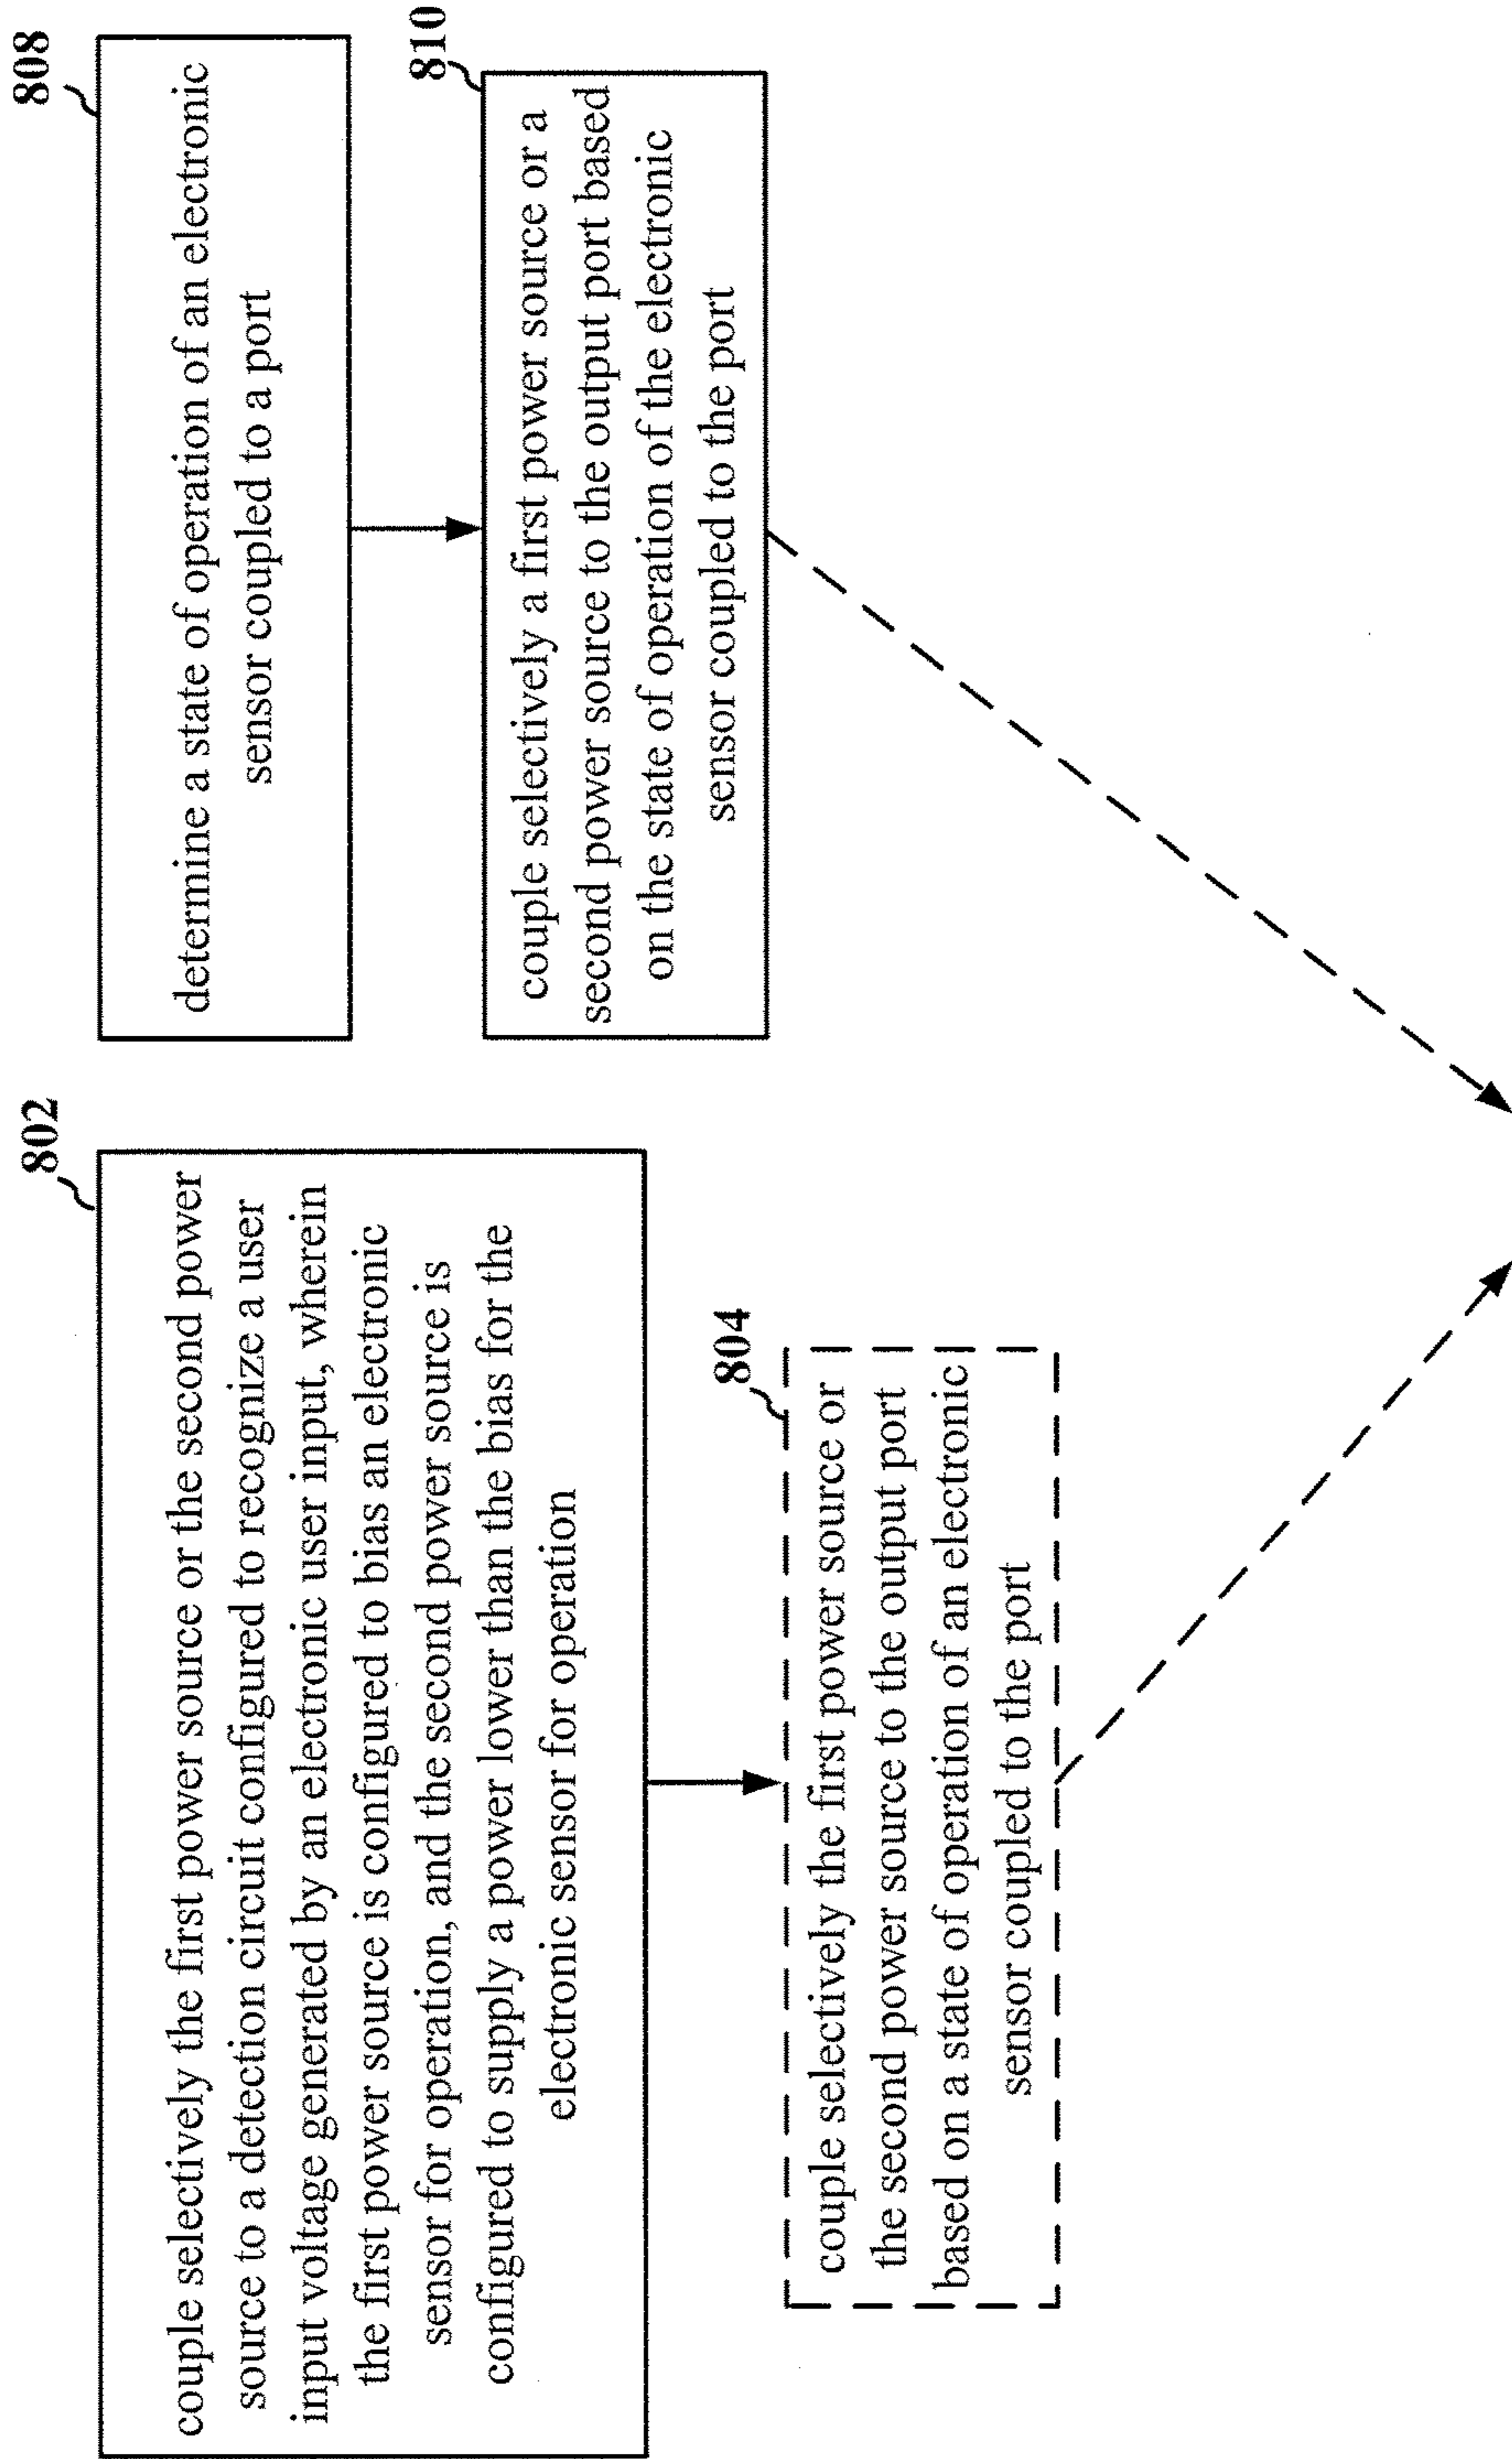 802
couple selectively the first power source or the second power
source to a detection circuit configured to recognize a user
input voltage generated by an electronic user input, wherein
the first power source is configured to bias an electronic
sensor for operation, and the second power source is
configured to supply a power lower than the bias for the
electronic sensor for operation
804
couple selectively the first power source or
the second power source to the output port
based on a state of operation of an electronic
sensor coupled to the port
808
determine a state of operation of an electronic
sensor coupled to a port
810
couple selectively a first power source or a
second power source to the output port based
on the state of operation of the electronic
sensor coupled to the port